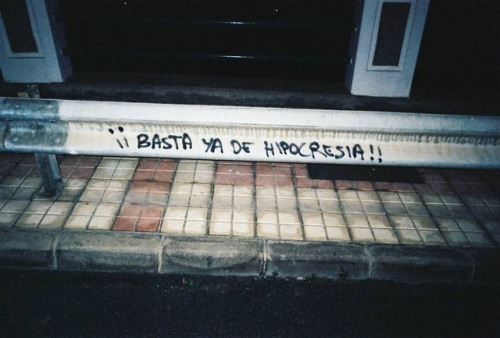 ¡¡ BASTA YA DE HIPOCRESIA!!